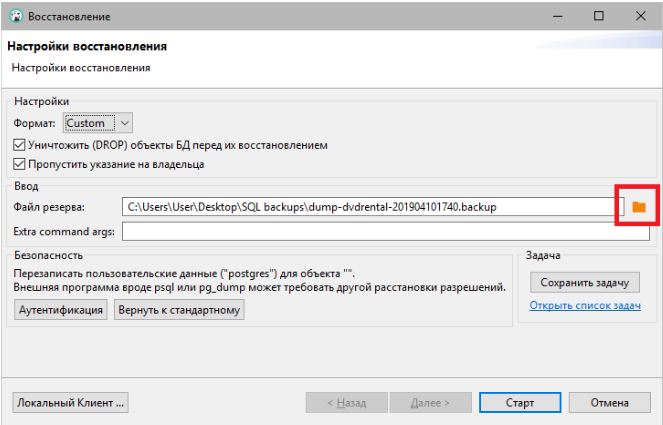 Восстановление
Настройки восстановления
Настройки восстановления
Настройки
Формат: Custom
Уничтожить (DROP) объекты БД перед их восстановлением
Пропустить указание на владельца
Ввод
Файл резерва: C:\Users\User\Desktop\SQL backups\dump-dvdrental-201904101740.backup
Extra command args:
Безопасность
Перезаписать пользовательские данные ("postgres") для объекта "".
Внешняя программа вроде psql или pg_dump может требовать другой расстановки разрешений.
Аутентификация Вернуть к стандартному
Задача
Сохранить задачу
Открыть список задач
Локальный Клиент ... < Назад Далее > Старт Отмена